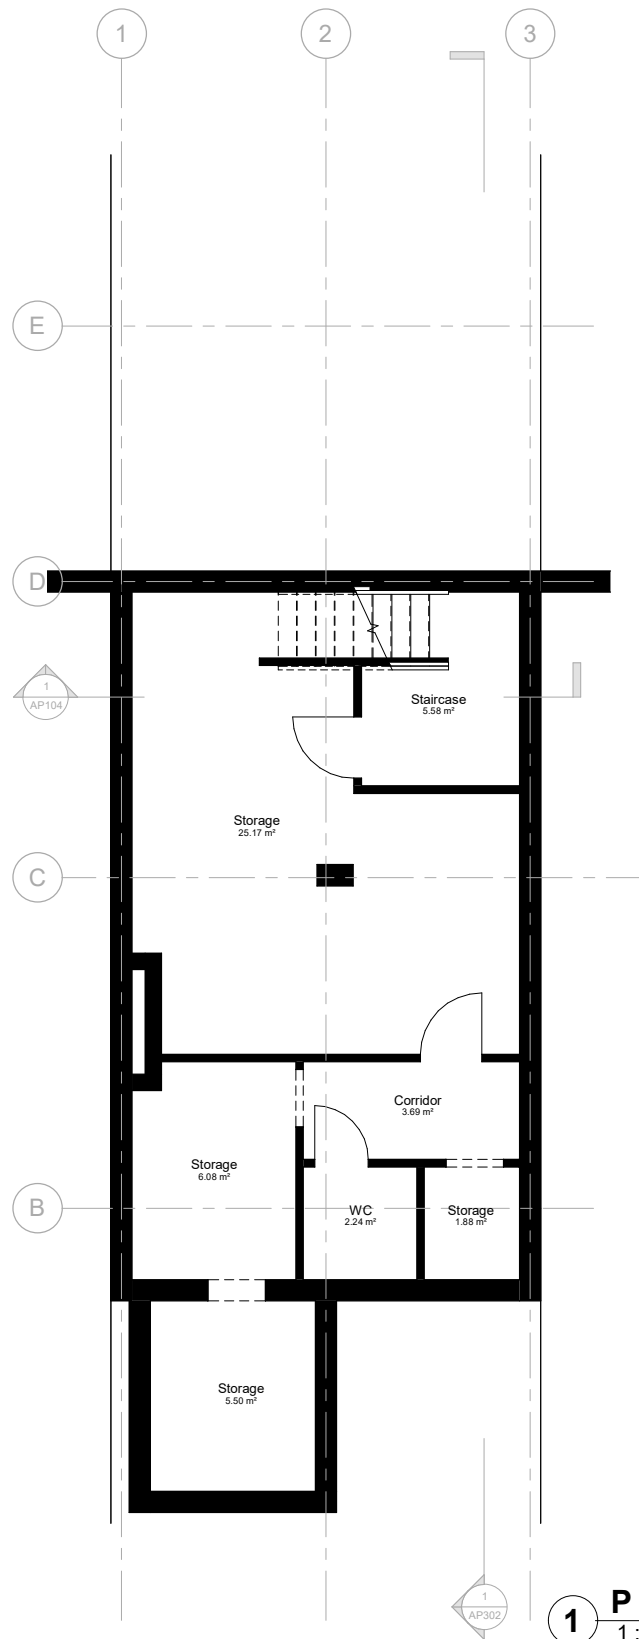 1
2
3
E
D
1
AP104
Staircase
5.58 m²
Storage
25.17 m²
C
Corridor
3.69 m²
Storage
6.08 m²
B
WC
2.24 m²
Storage
1.88 m²
Storage
5.50 m²
1
AP302
1
P
1 :